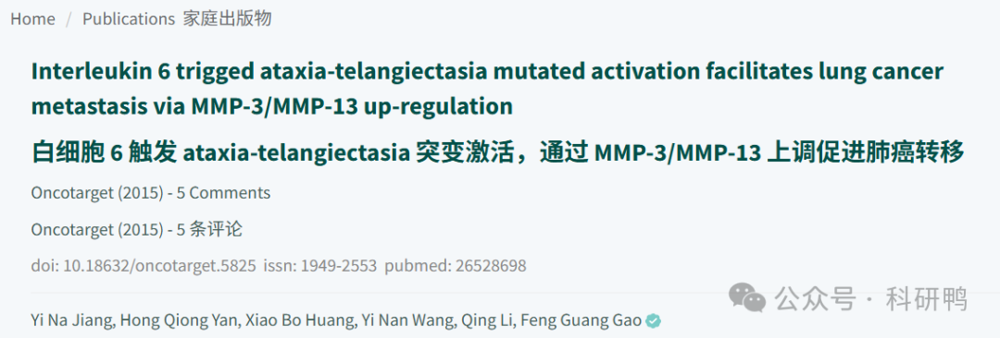 Home / Publications 家庭出版物
Interleukin 6 trigged ataxia-telangiectasia mutated activation facilitates lung cancer
metastasis via MMP-3/MMP-13 up-regulation
白细胞 6 触发 ataxia-telangiectasia 突变激活，通过 MMP-3/MMP-13 上调促进肺癌转移
Oncotarget (2015) - 5 Comments
Oncotarget (2015) - 5 条评论
doi: 10.18632/oncotarget.5825 issn: 1949-2553 pubmed: 26528698
公众号 · 科研鸭
Yi Na Jiang, Hong Qiong Yan, Xiao Bo Huang, Yi Nan Wang, Qing Li, Feng Guang Gao